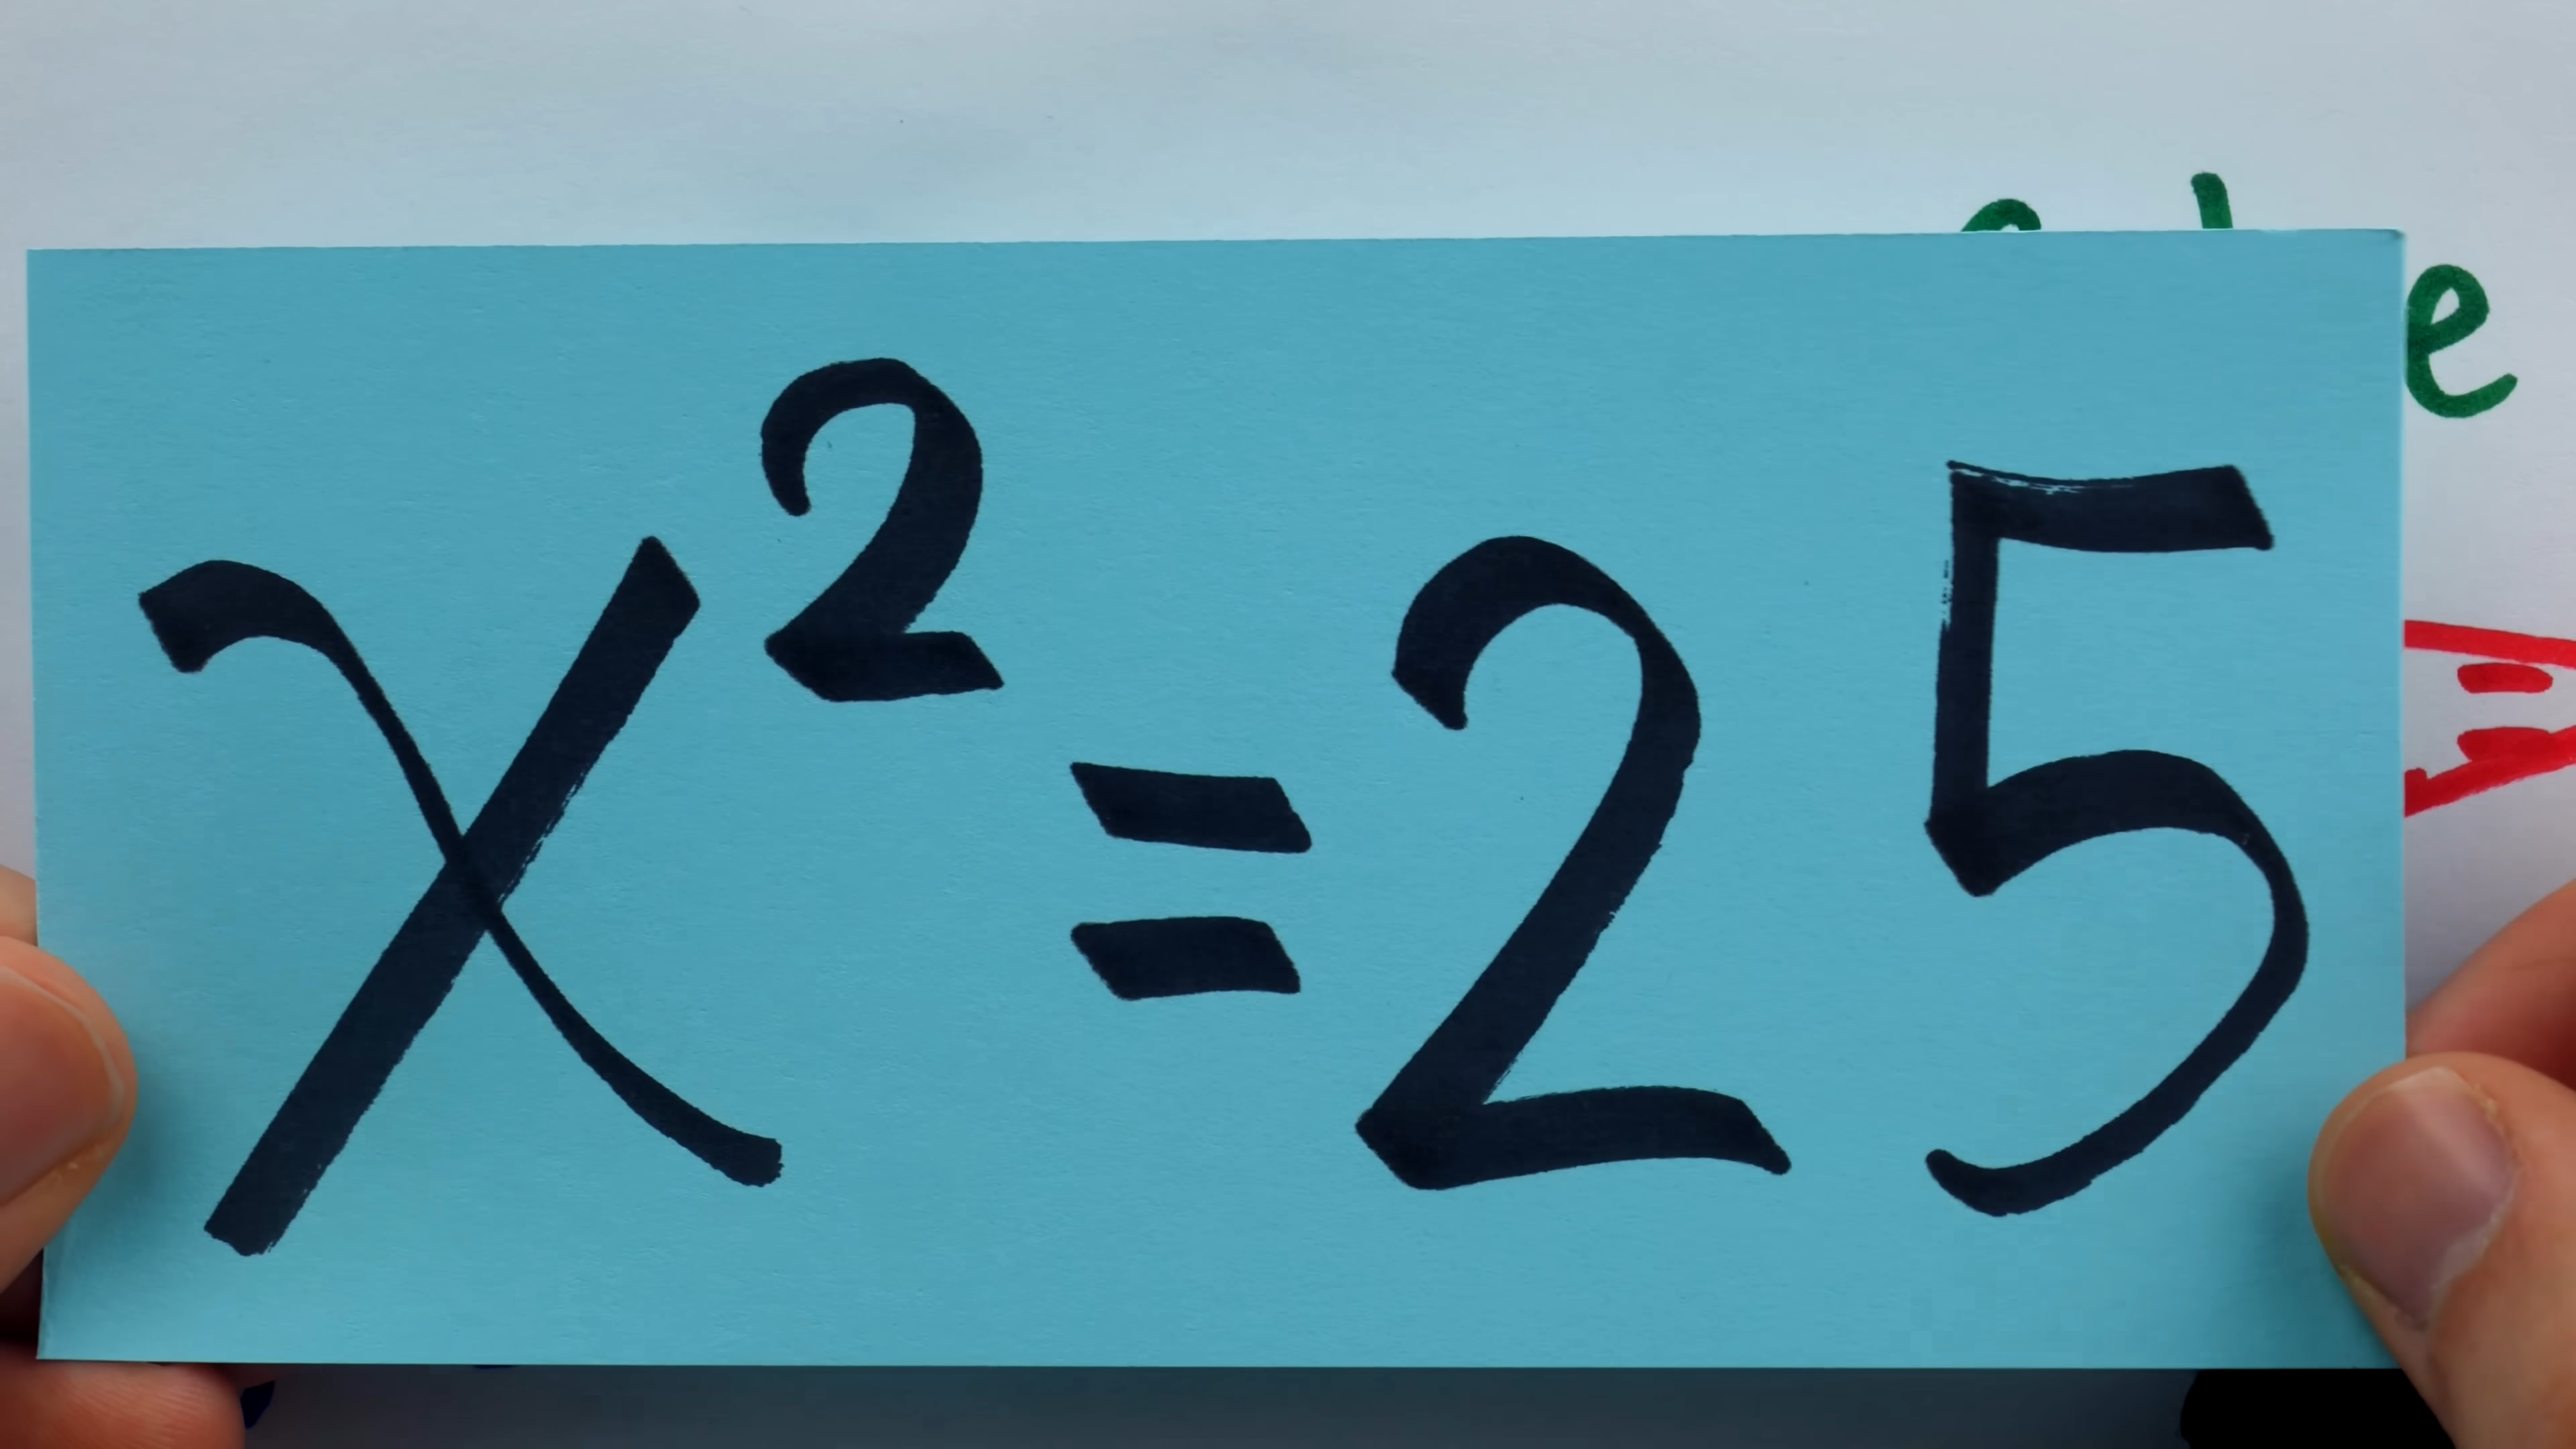 x² = 25